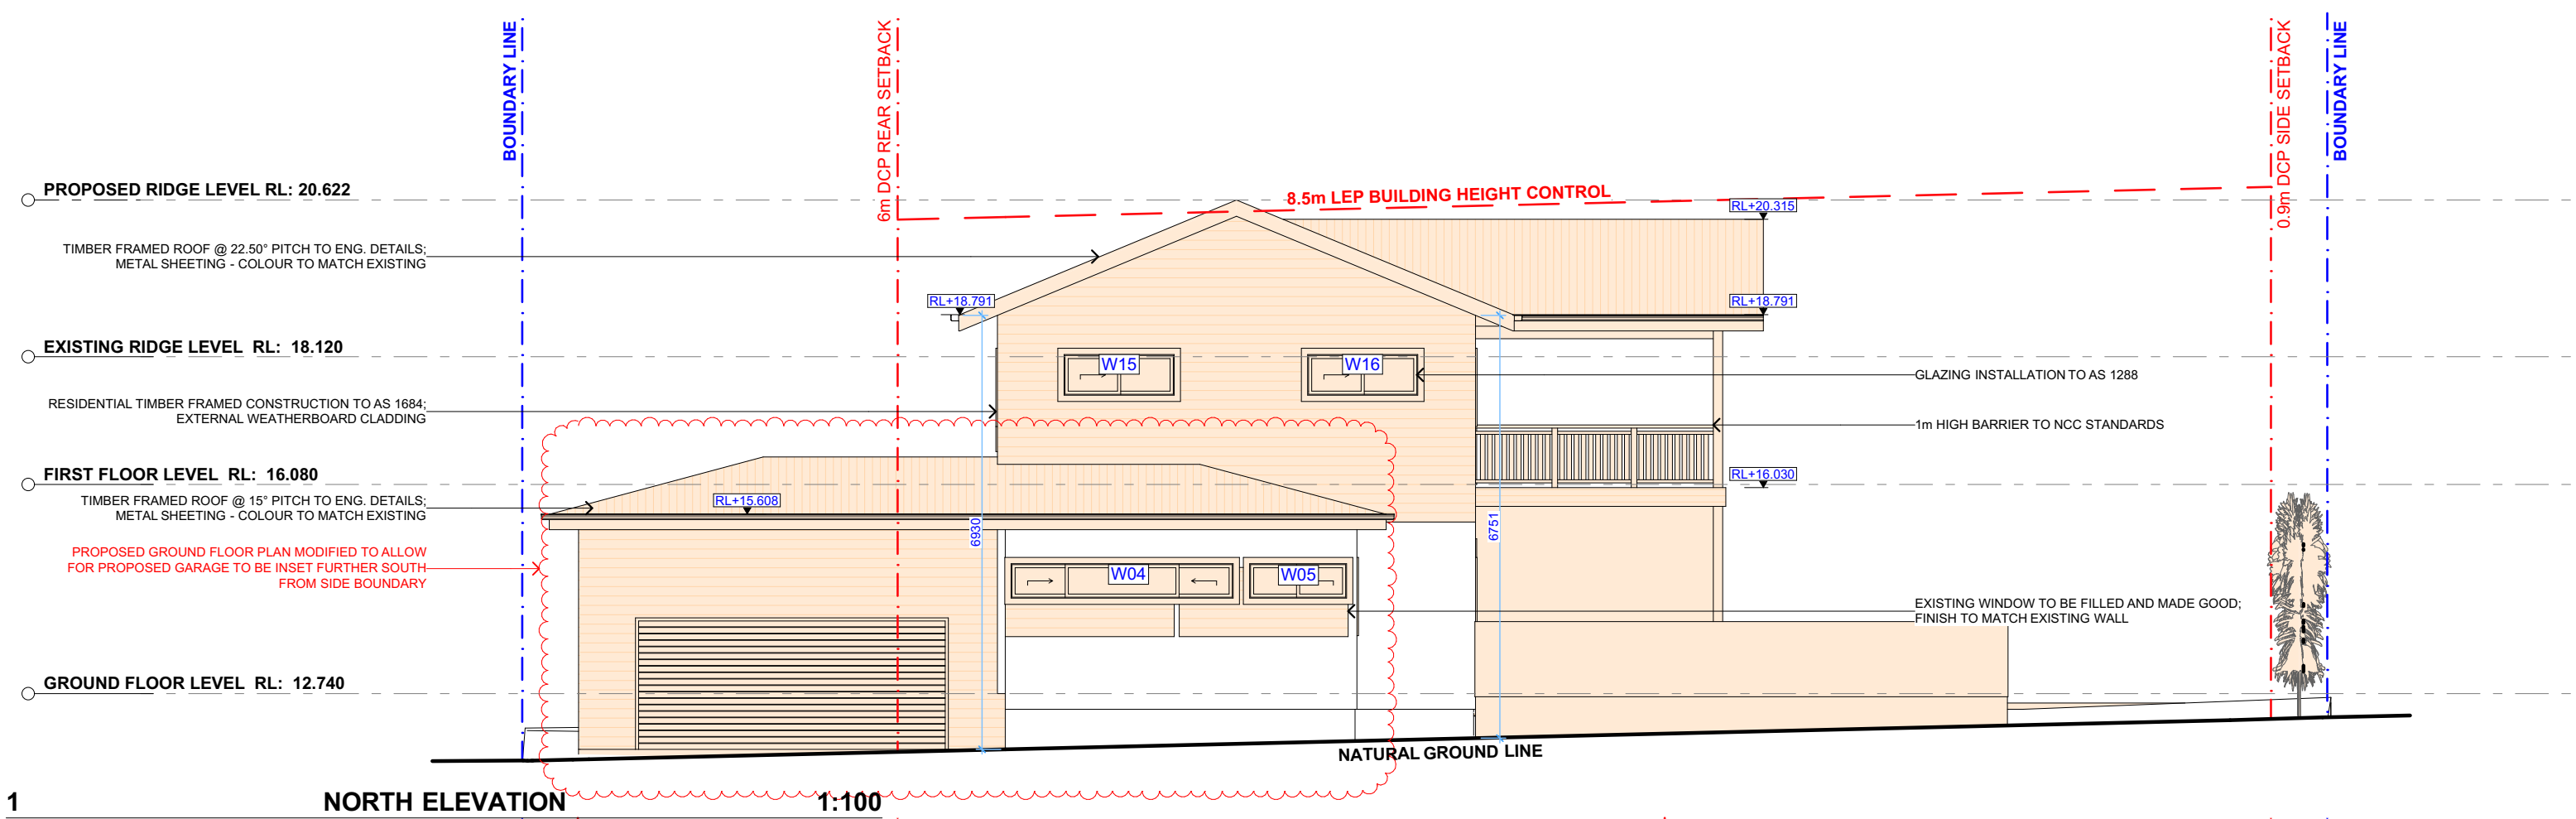 BOUNDARY LINE
6m DCP REAR SETBACK
0.9m DCP SIDE SETBACK
BOUNDARY LINE
PROPOSED RIDGE LEVEL RL: 20.622
8.5m LEP BUILDING HEIGHT CONTROL
RL+20.315
TIMBER FRAMED ROOF @ 22.50° PITCH TO ENG. DETAILS;
METAL SHEETING - COLOUR TO MATCH EXISTING
RL+18.791
RL+18.791
EXISTING RIDGE LEVEL RL: 18.120
W15
W16
GLAZING INSTALLATION TO AS 1288
RESIDENTIAL TIMBER FRAMED CONSTRUCTION TO AS 1684;
EXTERNAL WEATHERBOARD CLADDING
1m HIGH BARRIER TO NCC STANDARDS
FIRST FLOOR LEVEL RL: 16.080
RL+16.030
TIMBER FRAMED ROOF @ 15° PITCH TO ENG. DETAILS;
METAL SHEETING - COLOUR TO MATCH EXISTING
RL+15.608
6930
6751
PROPOSED GROUND FLOOR PLAN MODIFIED TO ALLOW
FOR PROPOSED GARAGE TO BE INSET FURTHER SOUTH
FROM SIDE BOUNDARY
W04
W05
EXISTING WINDOW TO BE FILLED AND MADE GOOD;
FINISH TO MATCH EXISTING WALL
GROUND FLOOR LEVEL RL: 12.740
NATURAL GROUND LINE
1 NORTH ELEVATION 1:100